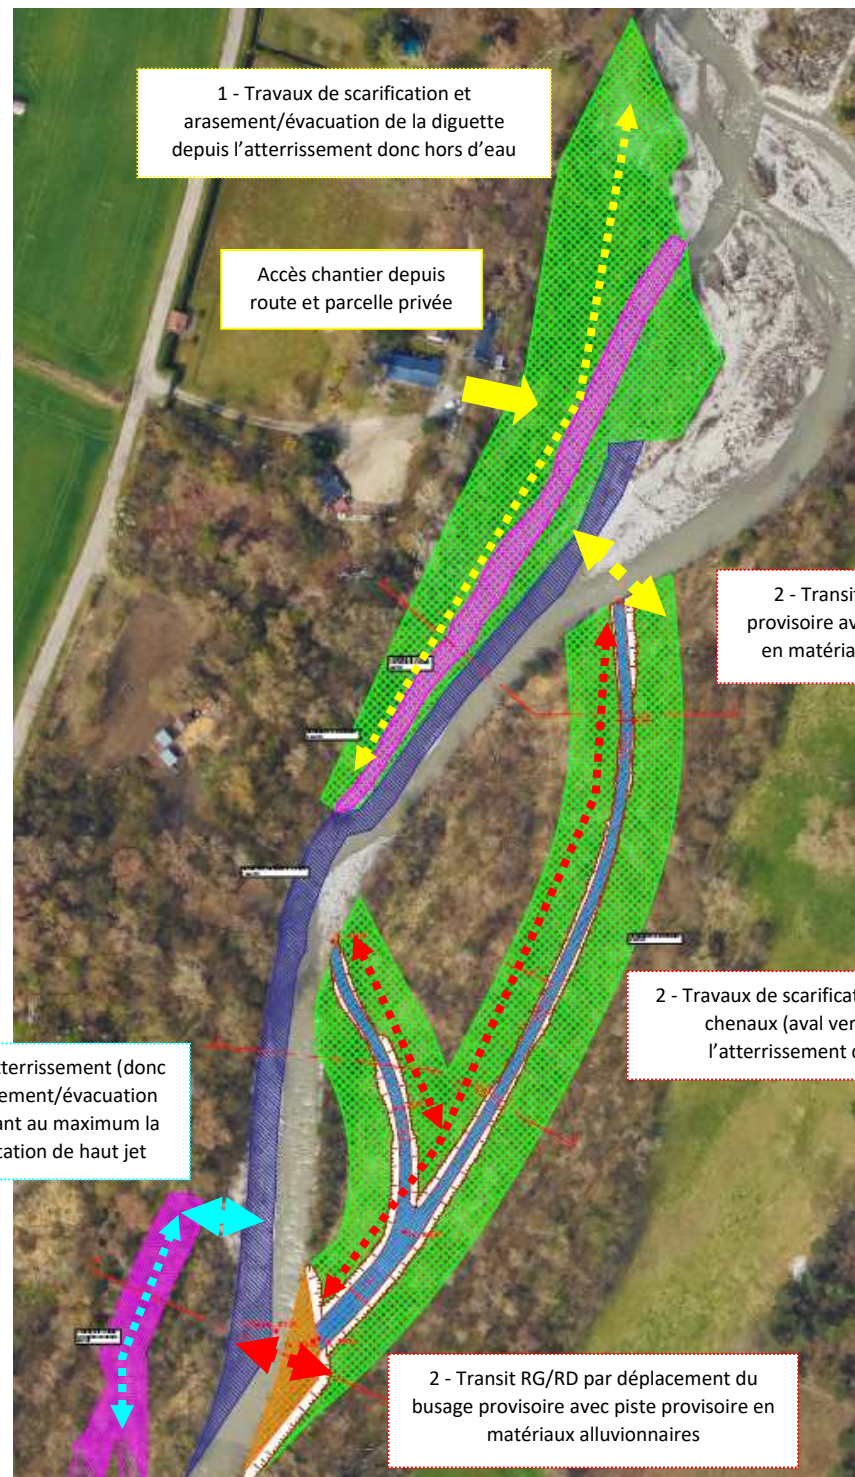 1 - Travaux de scarification et
arasement/évacuation de la diguette
depuis l’atterrissement donc hors d’eau
Accès chantier depuis
route et parcelle privée
2 - Transit
provisoire av
en matéria
2 - Travaux de scarificat
chenaux (aval ver
l’atterrissement d
tterrissement (donc
ement/évacuation
ant au maximum la
tation de haut jet
2 - Transit RG/RD par déplacement du
busage provisoire avec piste provisoire en
matériaux alluvionnaires